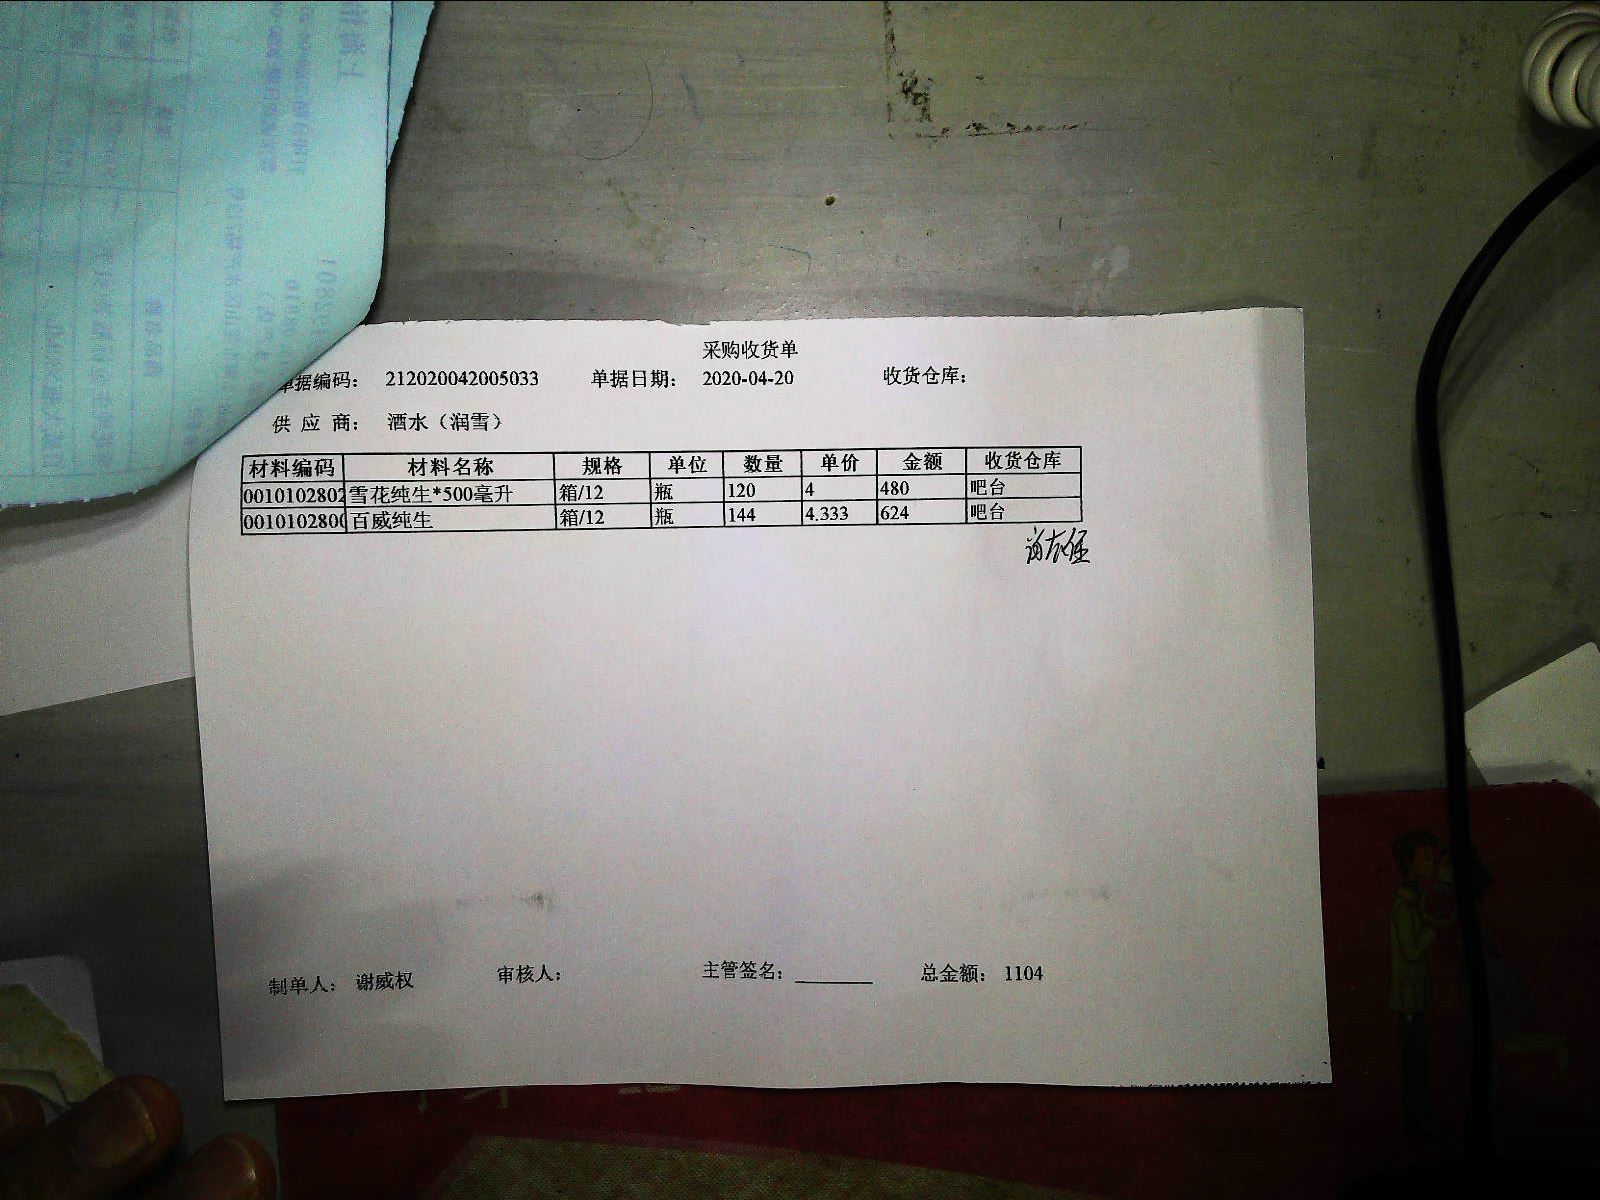 采购收货单
单据编码： 212020042005033 单据日期： 2020-04-20 收货仓库：
供 应 商： 酒水（润雪）
材料编码 材料名称 规格 单位 数量 单价 金额 收货仓库
0010102802 雪花纯生*500毫升 箱/12 瓶 120 4 480 吧台
001010280 百威纯生 箱/12 瓶 144 4.333 624 吧台
制单人： 谢威权 审核人： 主管签名： 总金额： 1104